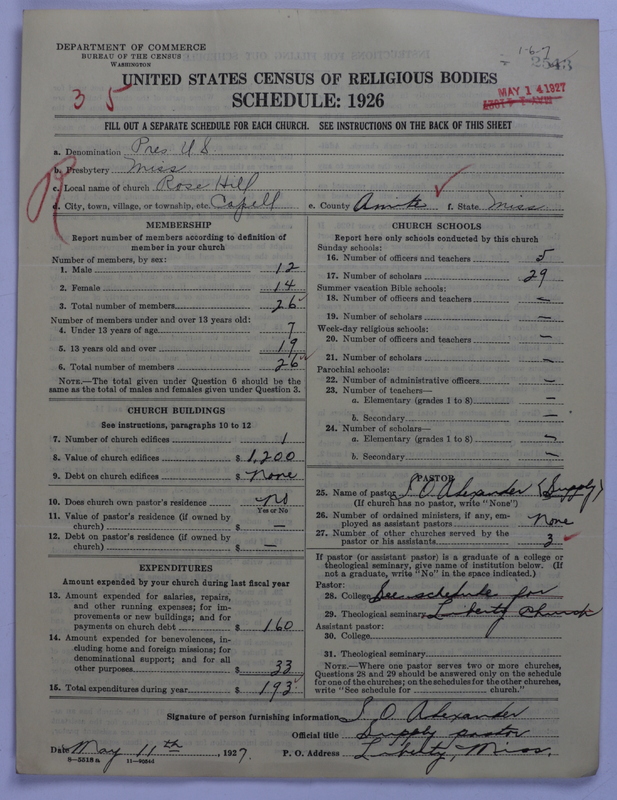 DEPARTMENT OF COMMERCE
BUREAU OF THE CENSUS
WASHINGTON
1-6-7
2543
MAY 14 1927
UNITED STATES CENSUS OF RELIGIOUS BODIES
SCHEDULE: 1926
3 5
FILL OUT A SEPARATE SCHEDULE FOR EACH CHURCH. SEE INSTRUCTIONS ON THE BACK OF THIS SHEET
a. Denomination Pres U S
b. Presbytery Miss
c. Local name of church Rose Hill
d. City, town, village, or township, etc. Capell e. County Amite f. State Miss
R
MEMBERSHIP
Report number of members according to definition of
member in your church
Number of members, by sex:
1. Male 12
2. Female 14
3. Total number of members 26
Number of members under and over 13 years old:
4. Under 13 years of age 7
5. 13 years old and over 19
6. Total number of members 26
NOTE.—The total given under Question 6 should be the
same as the total of males and females given under Question 3.
CHURCH BUILDINGS
See instructions, paragraphs 10 to 12
7. Number of church edifices 1
8. Value of church edifices $ 1,200
9. Debt on church edifices $ None
10. Does church own pastor's residence No
Yes or No
11. Value of pastor's residence (if owned by
church) $ —
12. Debt on pastor's residence (if owned by
church) $ —
EXPENDITURES
Amount expended by your church during last fiscal year
13. Amount expended for salaries, repairs,
and other running expenses; for im-
provements or new buildings; and for
payments on church debt $ 160
14. Amount expended for benevolences, in-
cluding home and foreign missions; for
denominational support; and for all
other purposes $ 33
15. Total expenditures during year $ 193
CHURCH SCHOOLS
Report here only schools conducted by this church
Sunday schools:
16. Number of officers and teachers 5
17. Number of scholars 29
Summer vacation Bible schools:
18. Number of officers and teachers —
19. Number of scholars —
Week-day religious schools:
20. Number of officers and teachers —
21. Number of scholars —
Parochial schools:
22. Number of administrative officers —
23. Number of teachers—
a. Elementary (grades 1 to 8) —
b. Secondary —
24. Number of scholars—
a. Elementary (grades 1 to 8) —
b. Secondary —
PASTOR
25. Name of pastor S O Alexander (Supply)
(If church has no pastor, write "None")
26. Number of ordained ministers, if any, em-
ployed as assistant pastors None
27. Number of other churches served by the
pastor or his assistants 3
If pastor (or assistant pastor) is a graduate of a college or
theological seminary, give name of institution below. (If
not a graduate, write "No" in the space indicated.)
Pastor:
28. College See schedule for
29. Theological seminary Liberty Church
Assistant pastor:
30. College
31. Theological seminary
NOTE.—Where one pastor serves two or more churches,
Questions 28 and 29 should be answered only on the schedule
for one of the churches; on the schedules for the other churches,
write "See schedule for church."
Signature of person furnishing information S O Alexander
Official title Supply pastor
Date May 11th, 1927. P. O. Address Liberty, Miss.
8—5518 a